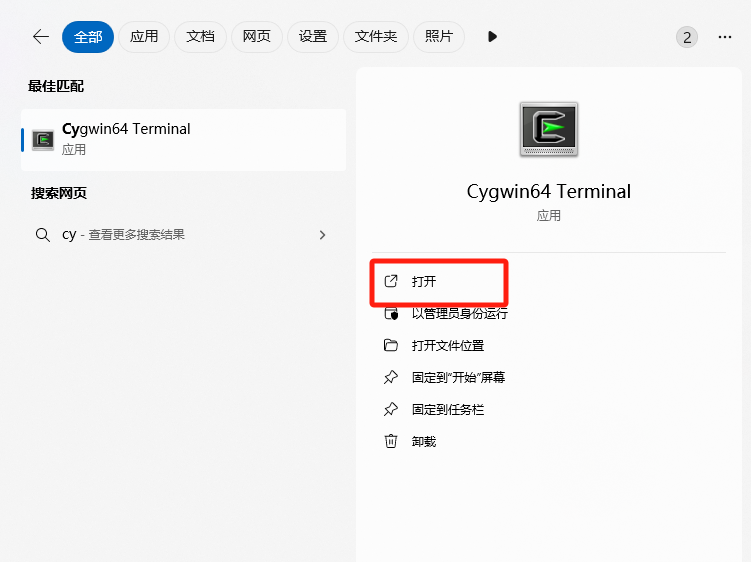 全部 应用 文档 网页 设置 文件夹 照片 2
最佳匹配
Cygwin64 Terminal
应用
搜索网页
cy - 查看更多搜索结果
Cygwin64 Terminal
应用
打开
以管理员身份运行
打开文件位置
固定到"开始"屏幕
固定到任务栏
卸载